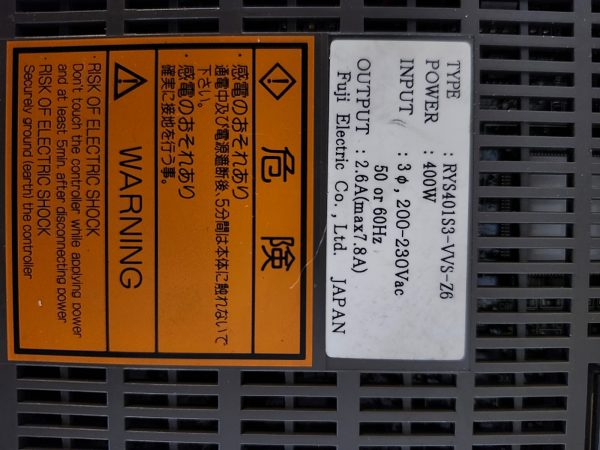 TYPE : RYS401S3-VVS-Z6
POWER : 400W
INPUT : 3φ, 200-230Vac
50 or 60Hz
OUTPUT : 2.6A(max7.8A)
Fuji Electric Co., Ltd. JAPAN
危険
・感電のおそれあり
通電中及び電源遮断後、5分間は本体に触れないで
下さい。
・感電のおそれあり
確実に接地を行う事。
WARNING
・RISK OF ELECTRIC SHOCK
Don't touch the controller while applying power
and at least 5min. after disconnecting power
・RISK OF ELECTRIC SHOCK
Securely ground (earth) the controller